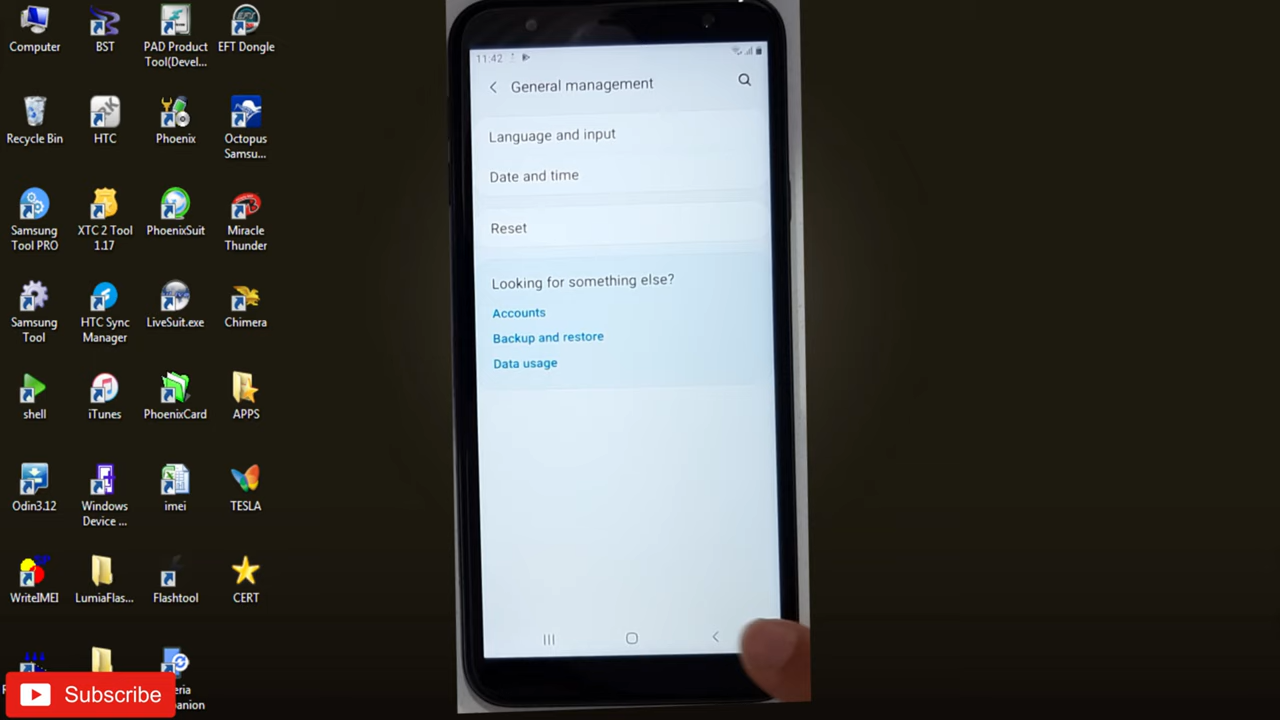 Computer
BST
PAD Product
Tool(Devel...
EFT Dongle
Recycle Bin
HTC
Phoenix
Octopus
Samsu...
Samsung
Tool PRO
XTC 2 Tool
1.17
PhoenixSuit
Miracle
Thunder
Samsung
Tool
HTC Sync
Manager
LiveSuit.exe
Chimera
shell
iTunes
PhoenixCard
APPS
Odin3.12
Windows
Device ...
imei
TESLA
WriteIMEI
LumiaFlas...
Flashtool
CERT
Subscribe
11:42
General management
Language and input
Date and time
Reset
Looking for something else?
Accounts
Backup and restore
Data usage